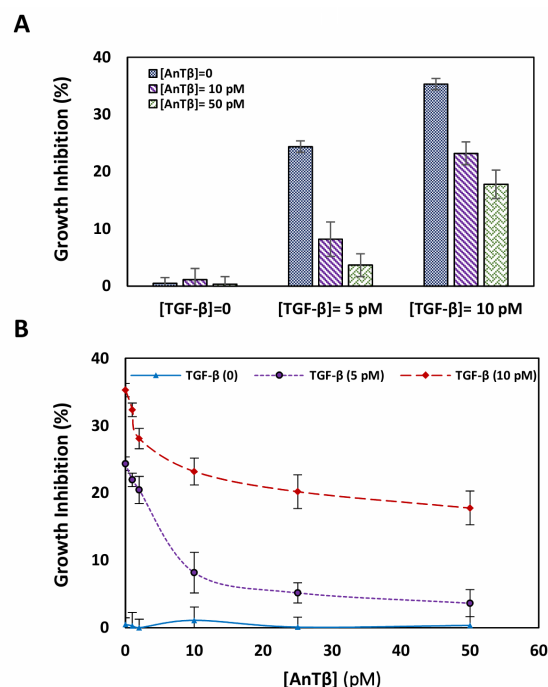 A
Growth Inhibition (%)
40
30
20
10
0
[AnTβ]=0
[AnTβ]= 10 pM
[AnTβ]= 50 pM
[TGF-β]=0
[TGF-β]= 5 pM
[TGF-β]= 10 pM
B
Growth Inhibition (%)
40
30
20
10
0
TGF-β (0)
TGF-β (5 pM)
TGF-β (10 pM)
0
10
20
30
40
50
60
[AnTβ] (pM)